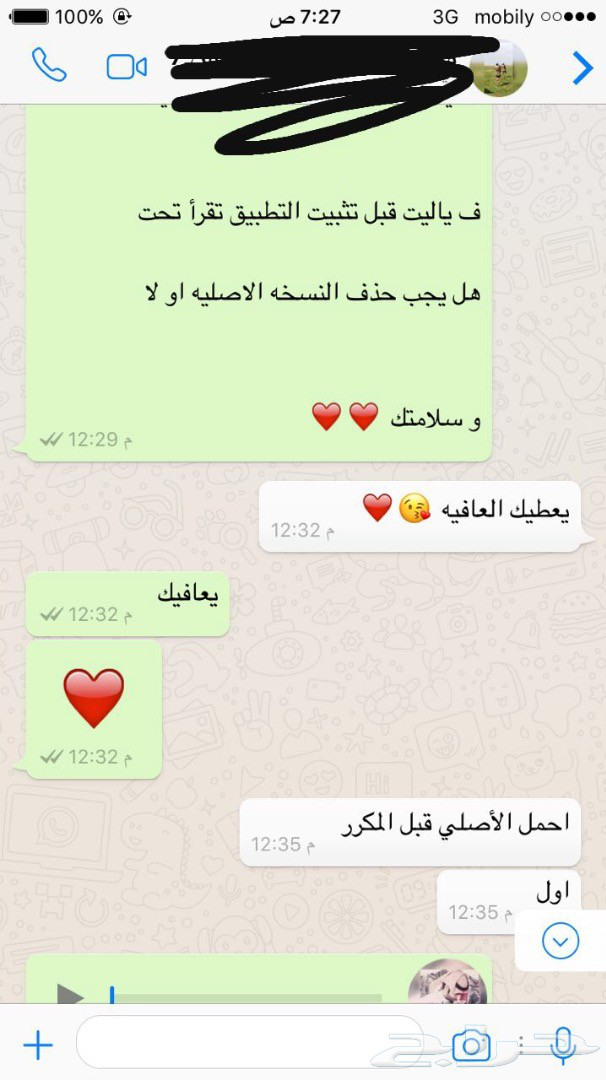 100%
7:27 ص
3G mobily
ف ياليت قبل تثبيت التطبيق تقرأ تحت
هل يجب حذف النسخه الاصليه او لا
و سلامتك ❤️ ❤️
12:29 م
يعطيك العافيه 😘 ❤️
12:32 م
يعافيك
12:32 م
❤️
12:32 م
احمل الأصلي قبل المكرر
12:35 م
اول
12:35 م
حراج